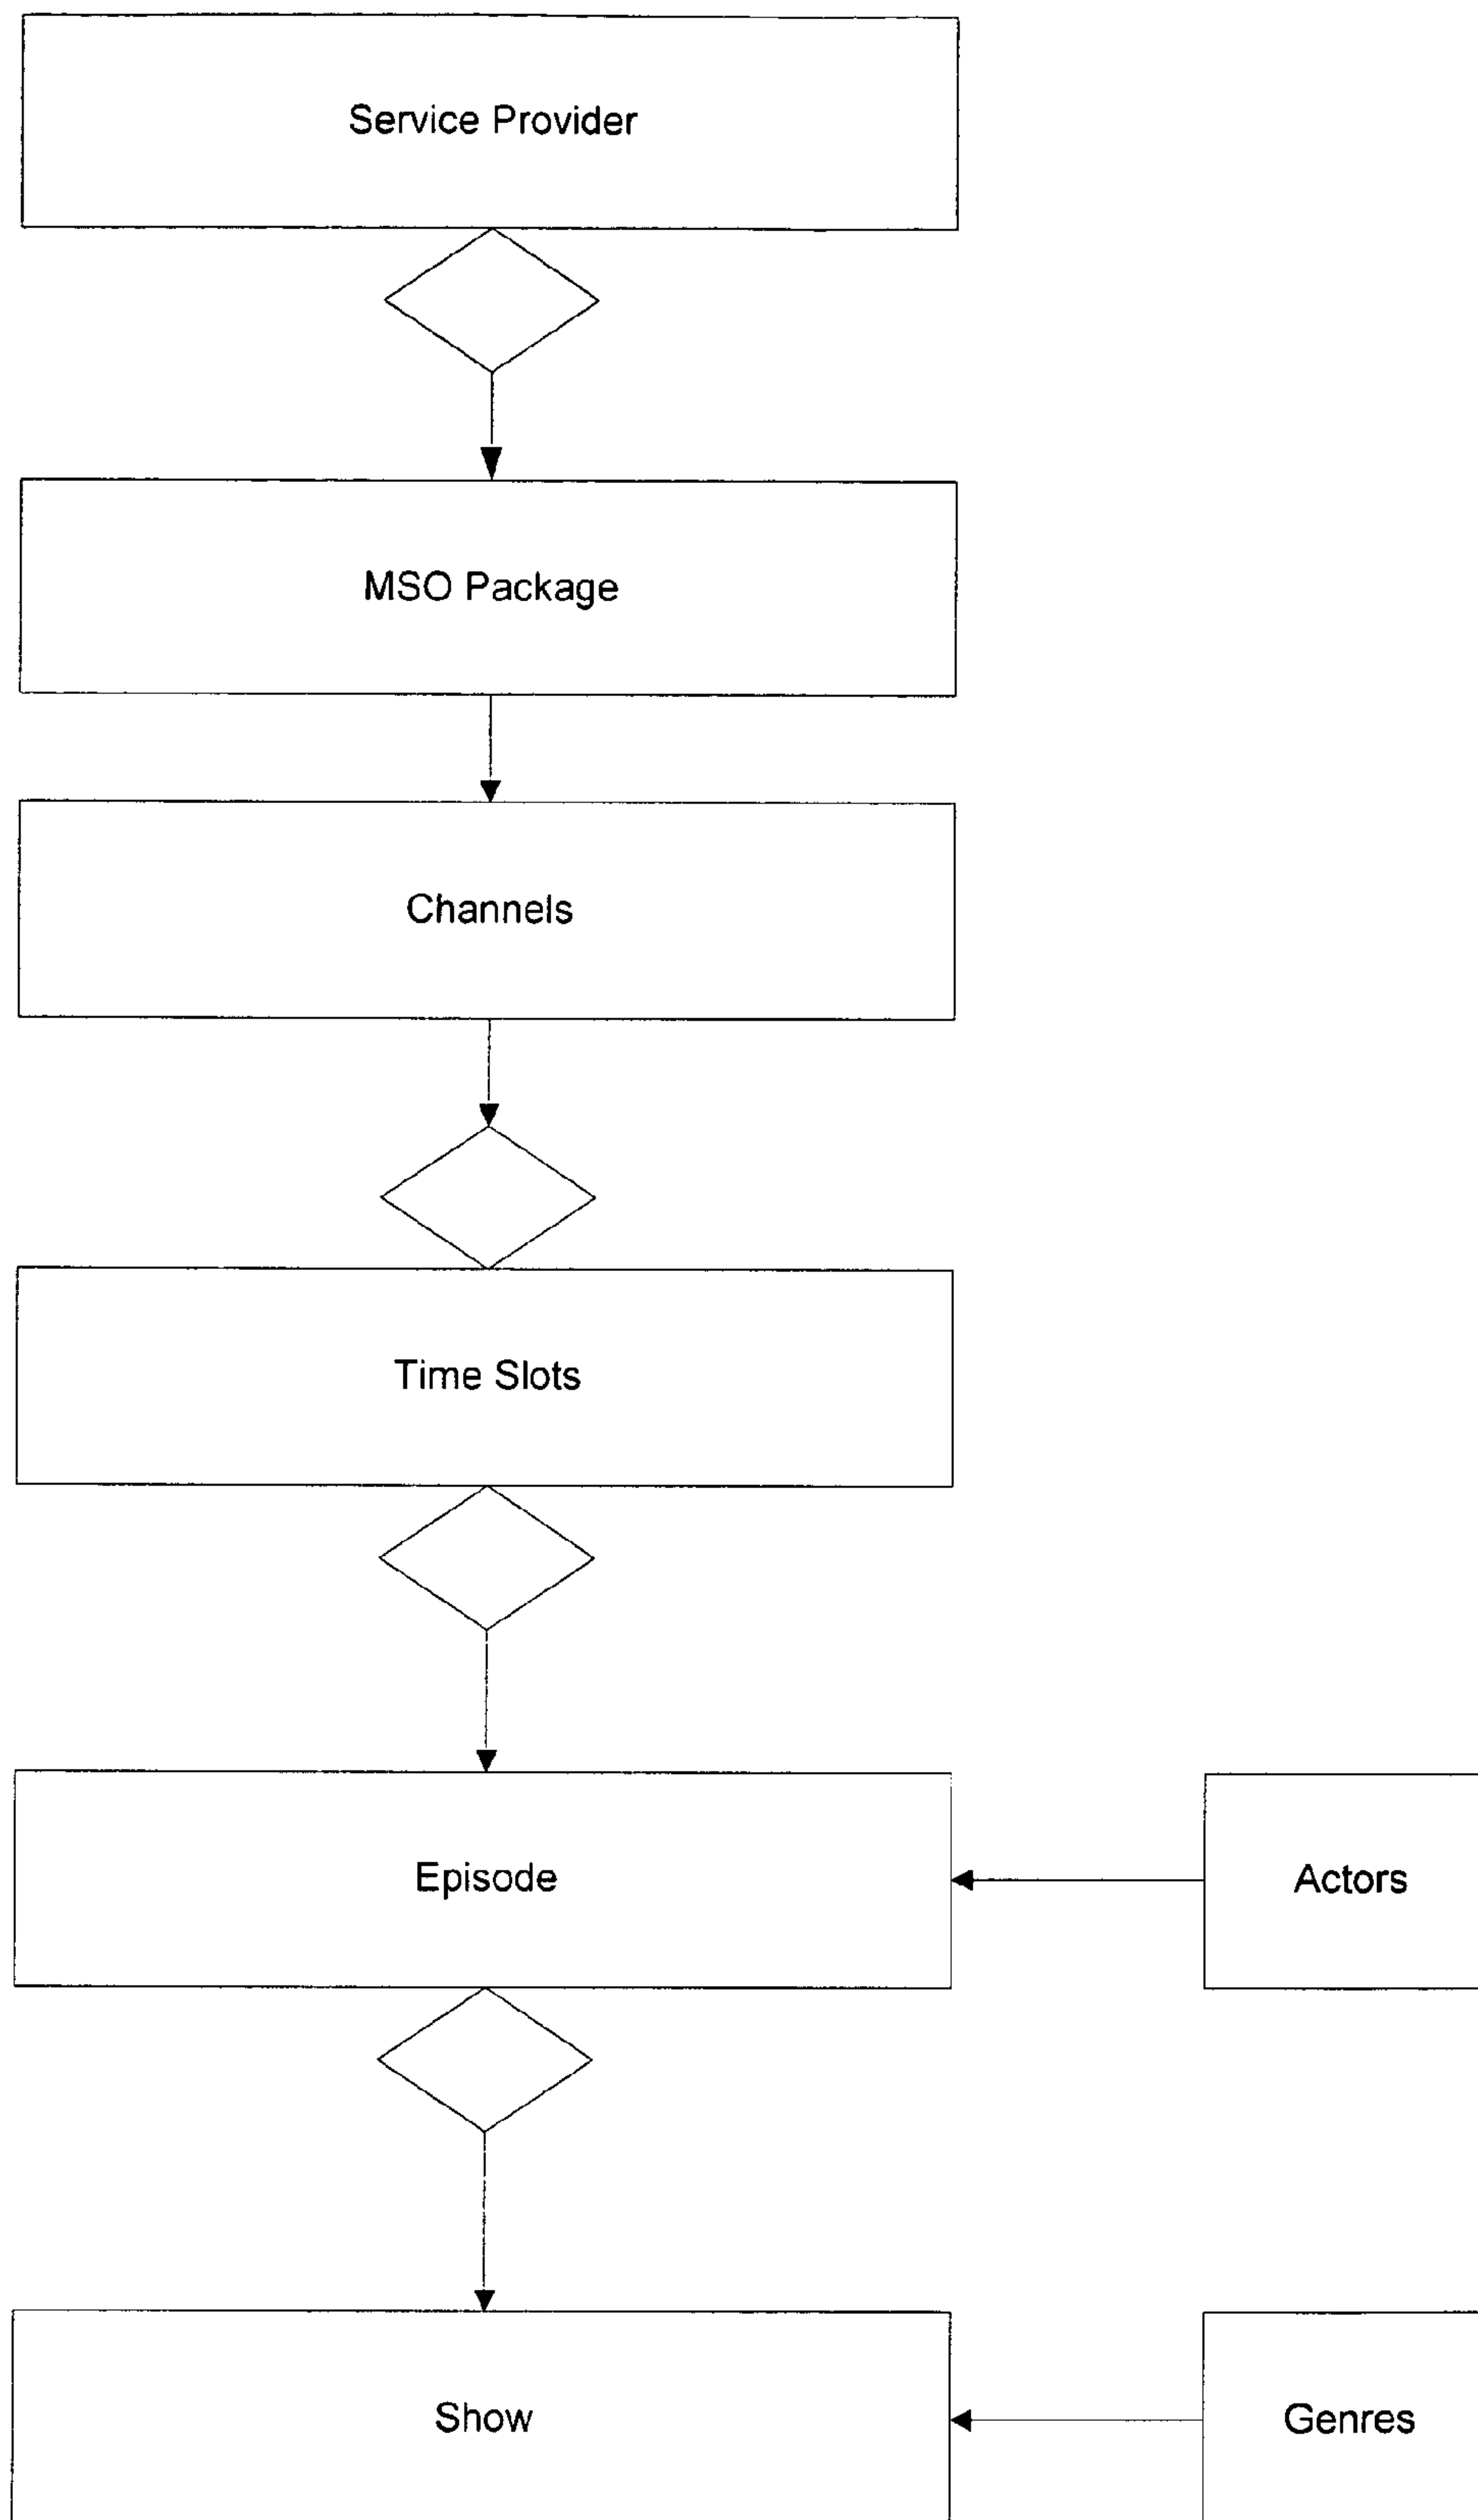 Service Provider
MSO Package
Channels
Time Slots
Episode
Actors
Show
Genres